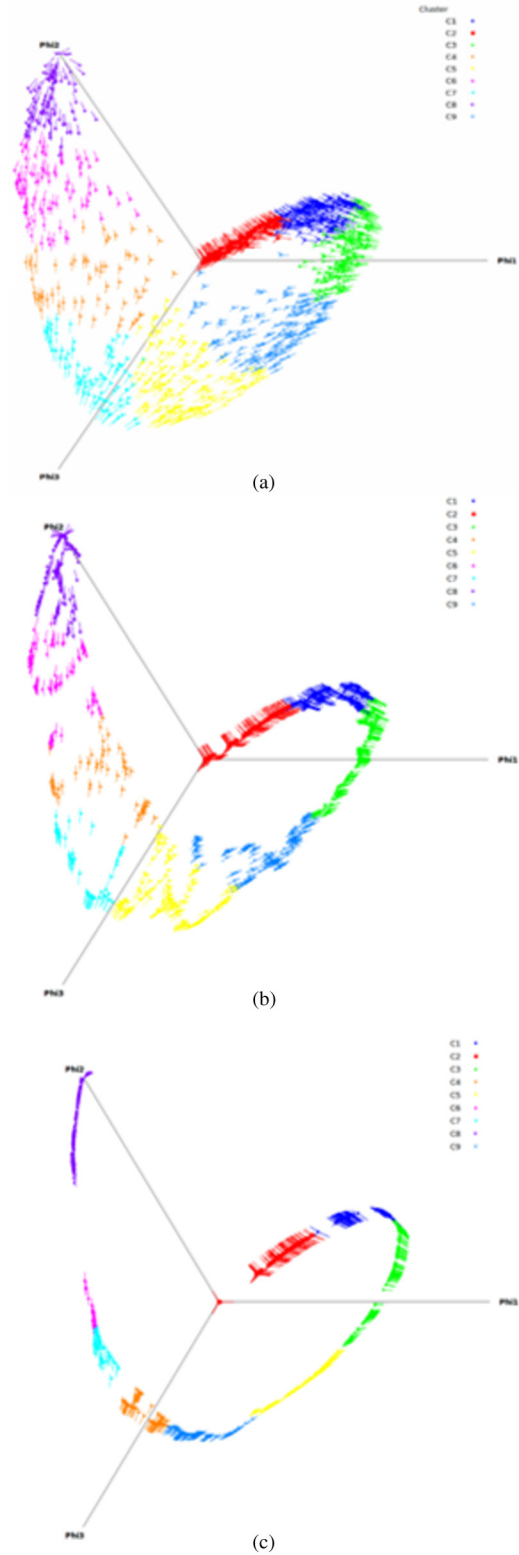 Cluster
C1
C2
C3
C4
C5
C6
C7
C8
C9
Phi2
Phi1
Phi3
(a)
C1
C2
C3
C4
C5
C6
C7
C8
C9
Phi2
Phi1
Phi3
(b)
C1
C2
C3
C4
C5
C6
C7
C8
C9
Phi2
Phi1
Phi3
(c)